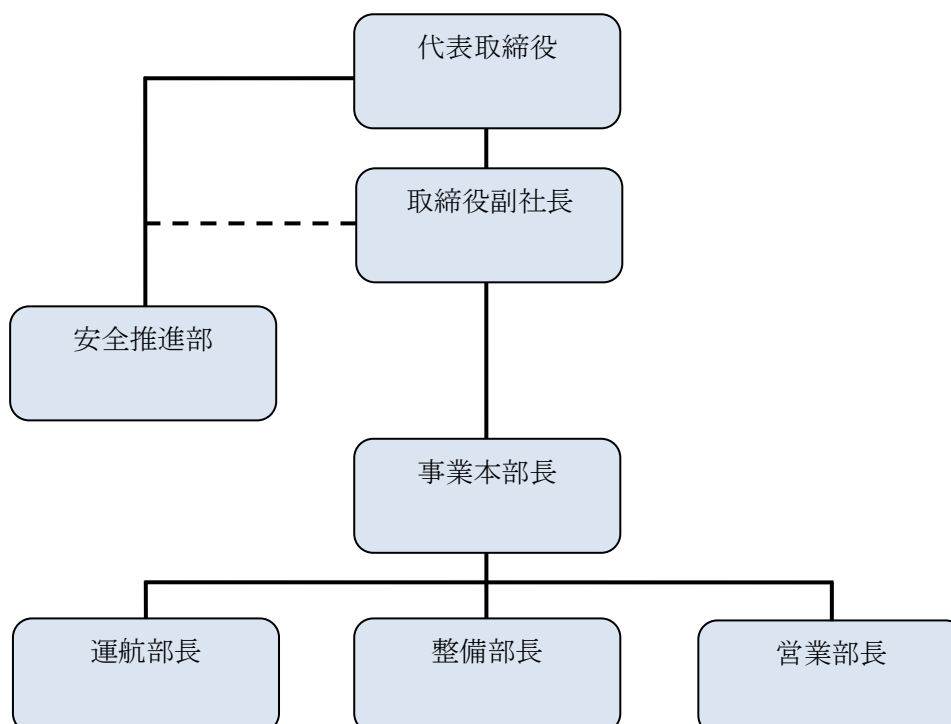 代表取締役
取締役副社長
安全推進部
事業本部長
運航部長
整備部長
営業部長